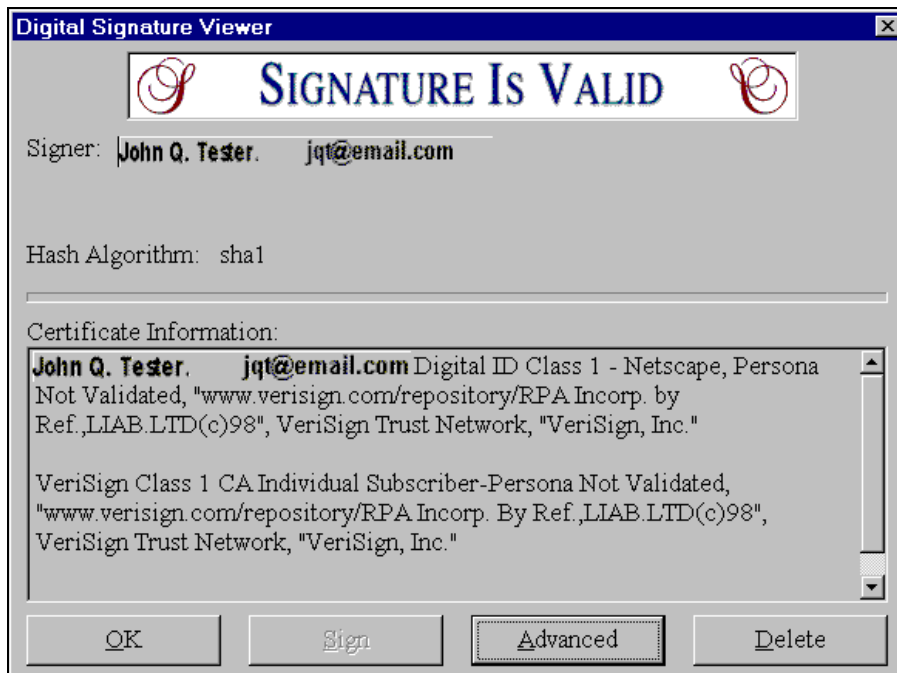 Digital Signature Viewer
SIGNATURE IS VALID
Signer: John Q. Tester. jqt@email.com
Hash Algorithm: sha1
Certificate Information:
John Q. Tester. jqt@email.com Digital ID Class 1 - Netscape, Persona
Not Validated, "www.verisign.com/repository/RPA Incorp. by
Ref.,LIAB.LTD(c)98", VeriSign Trust Network, "VeriSign, Inc."
VeriSign Class 1 CA Individual Subscriber-Persona Not Validated,
"www.verisign.com/repository/RPA Incorp. By Ref.,LIAB.LTD(c)98",
VeriSign Trust Network, "VeriSign, Inc."
OK Sign Advanced Delete